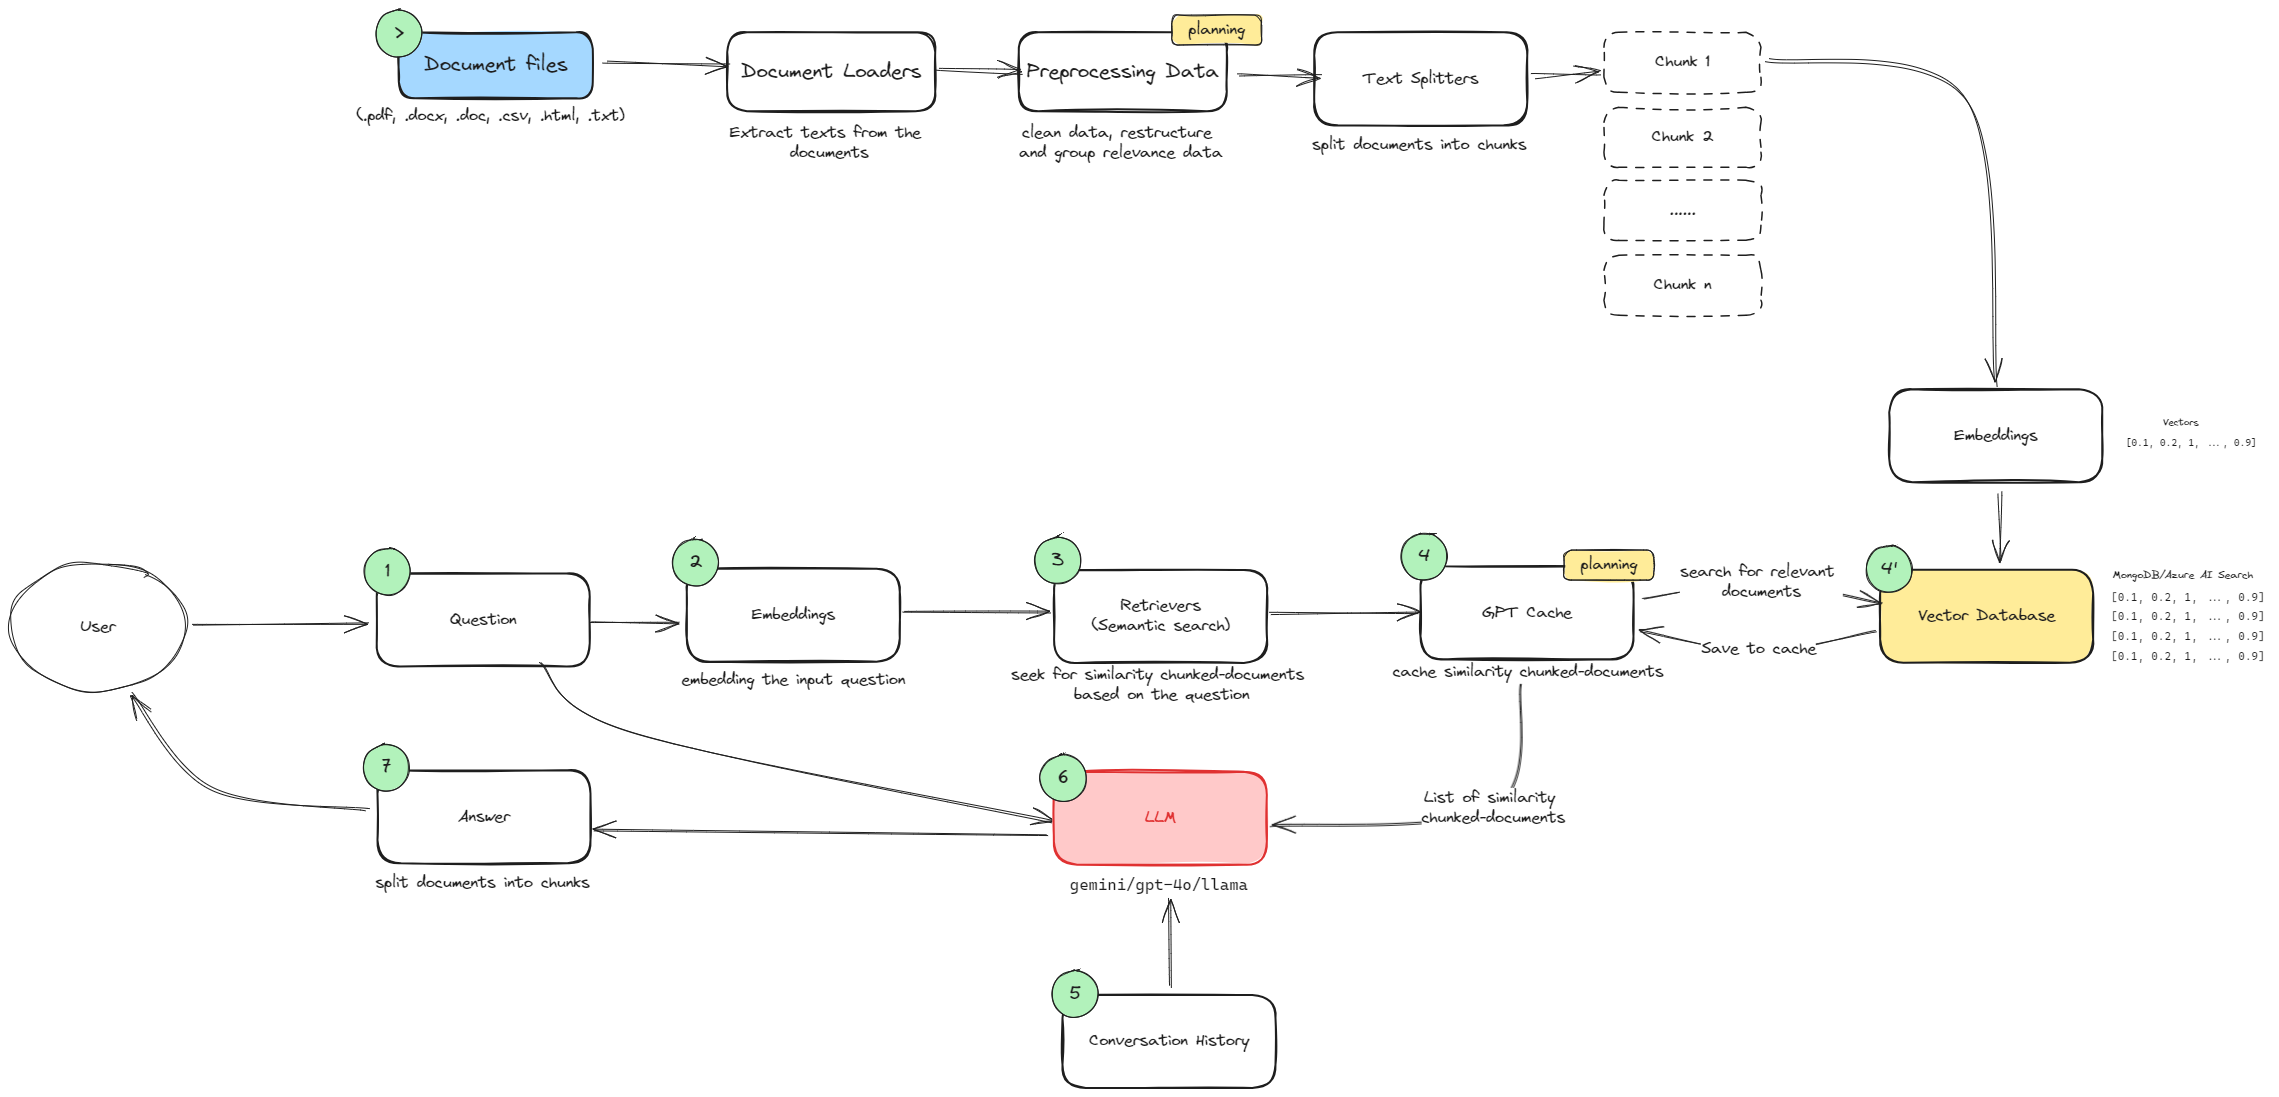 >
Document files
(.pdf, .docx, .doc, .csv, .html, .txt)
Document Loaders
Extract texts from the
documents
planning
Preprocessing Data
clean data, restructure
and group relevance data
Text Splitters
split documents into chunks
Chunk 1
Chunk 2
......
Chunk n
Embeddings
Vectors
[0.1, 0.2, 1, ..., 0.9]
User
1
Question
2
Embeddings
embedding the input question
3
Retrievers
(Semantic search)
seek for similarity chunked-documents
based on the question
4
planning
GPT Cache
cache similarity chunked-documents
search for relevant
documents
Save to cache
4'
Vector Database
MongoDB/Azure AI Search
[0.1, 0.2, 1, ..., 0.9]
[0.1, 0.2, 1, ..., 0.9]
[0.1, 0.2, 1, ..., 0.9]
[0.1, 0.2, 1, ..., 0.9]
7
Answer
split documents into chunks
6
LLM
gemini/gpt-4o/llama
List of similarity
chunked-documents
5
Conversation History